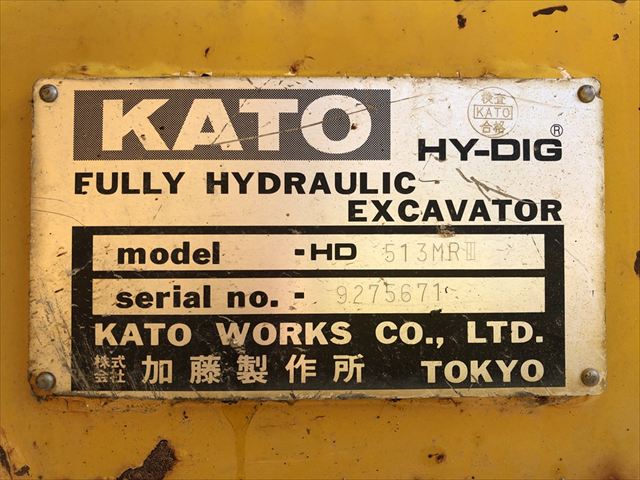 KATO
検査
KATO
合格
HY-DIG®
FULLY HYDRAULIC
EXCAVATOR
model -HD 513MRⅢ
serial no. - 9275671
KATO WORKS CO., LTD.
株式会社 加藤製作所 TOKYO